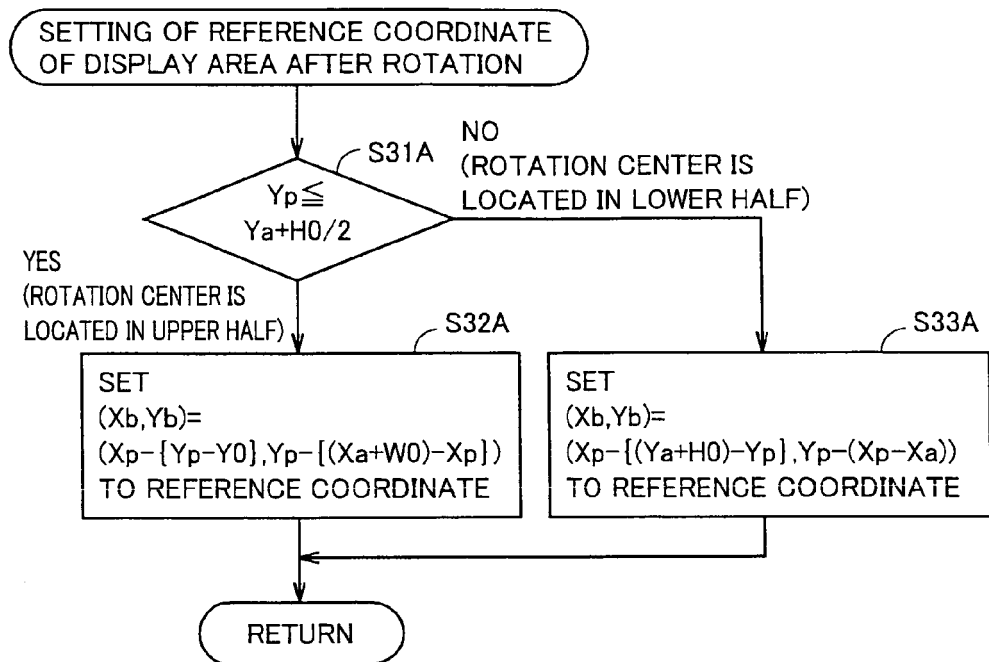 SETTING OF REFERENCE COORDINATE
OF DISPLAY AREA AFTER ROTATION
S31A
Yp≦
Ya+H0/2
NO
(ROTATION CENTER IS
LOCATED IN LOWER HALF)
YES
(ROTATION CENTER IS
LOCATED IN UPPER HALF)
S32A
SET
(Xb,Yb)=
(Xp-{Yp-Y0},Yp-{(Xa+W0)-Xp})
TO REFERENCE COORDINATE
S33A
SET
(Xb,Yb)=
(Xp-{(Ya+H0)-Yp},Yp-(Xp-Xa))
TO REFERENCE COORDINATE
RETURN